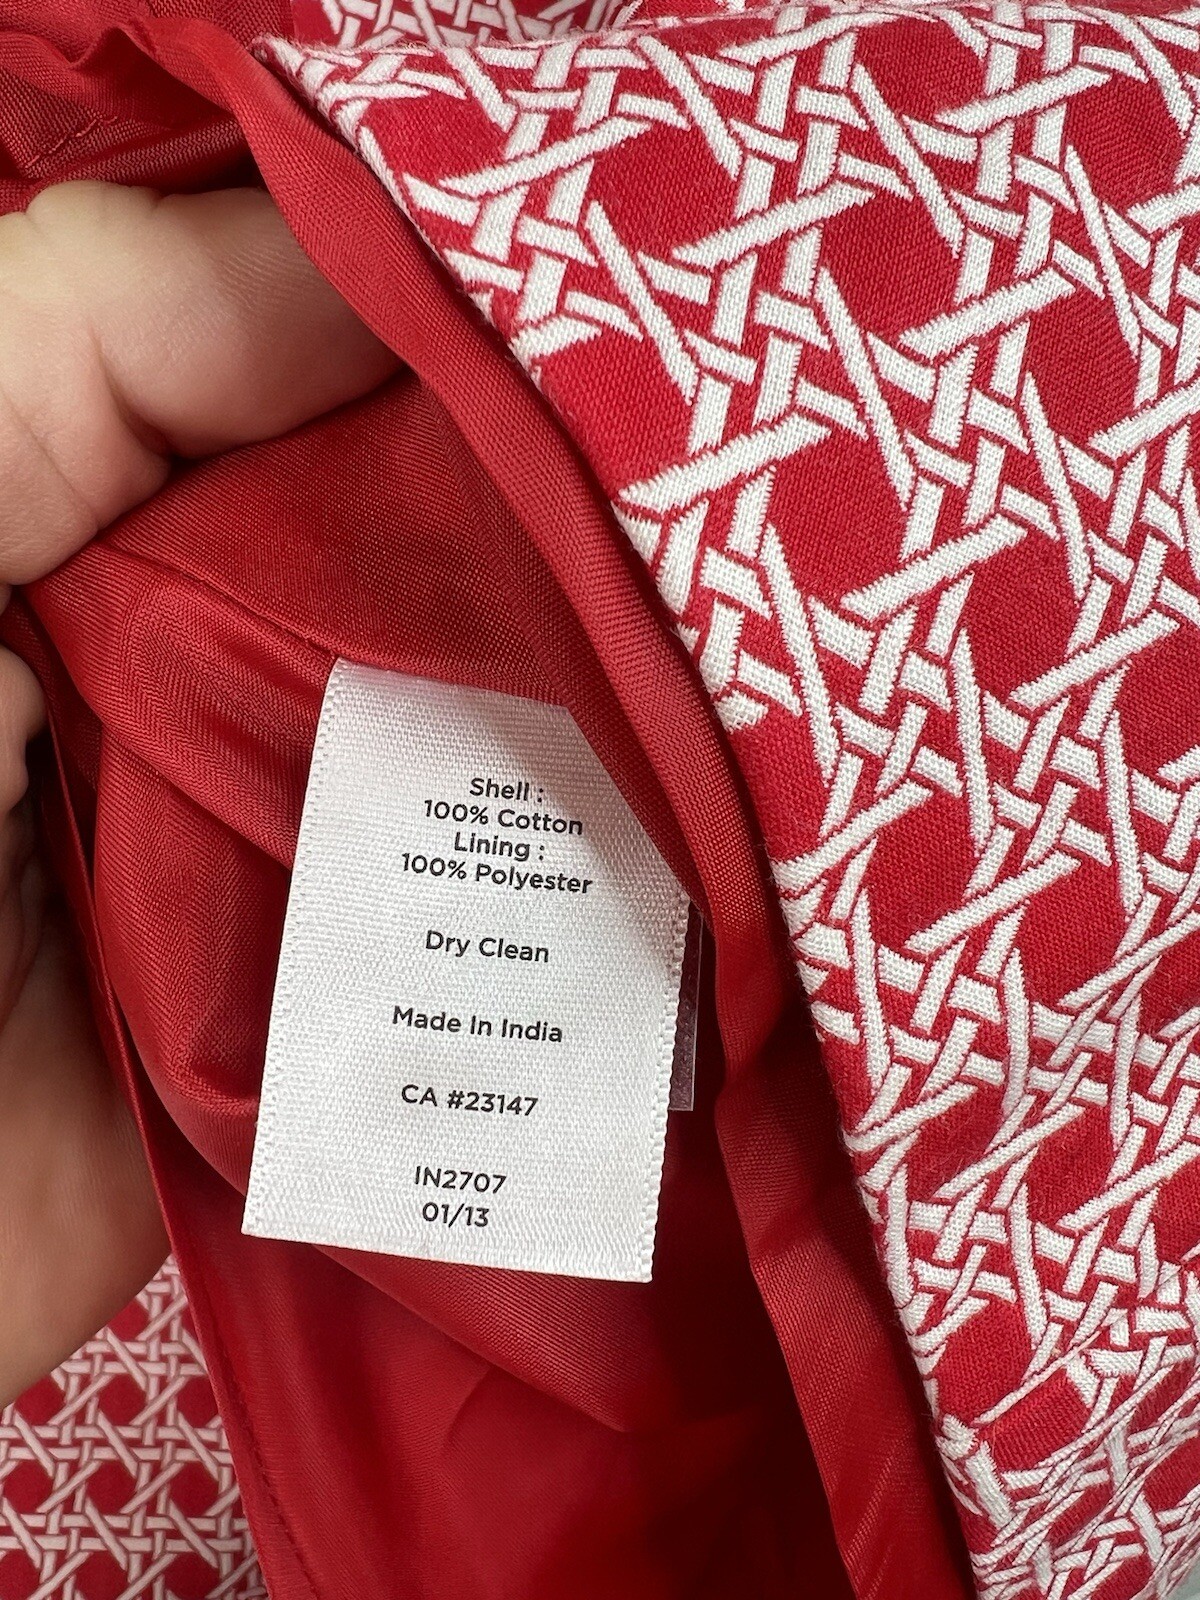 Shell :
100% Cotton
Lining :
100% Polyester
Dry Clean
Made In India
CA #23147
IN2707
01/13